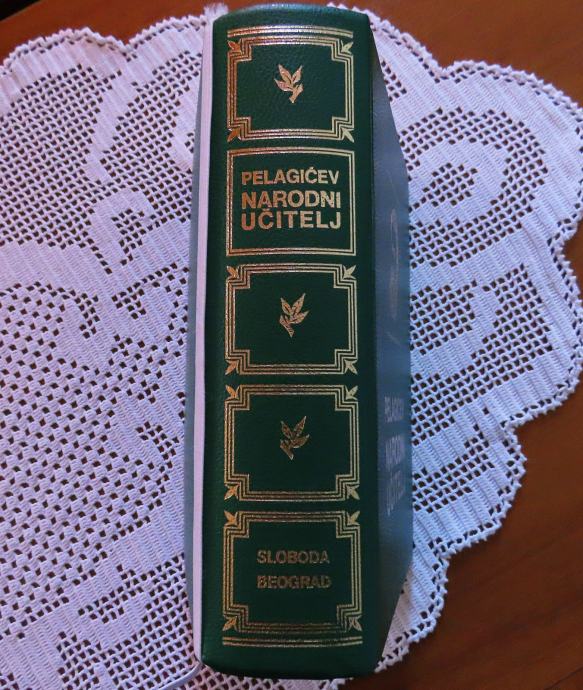 PELAGIĆEV
NARODNI
UČITELJ
SLOBODA
BEOGRAD
PELAGIĆEV
NARODNI
UČITELJ